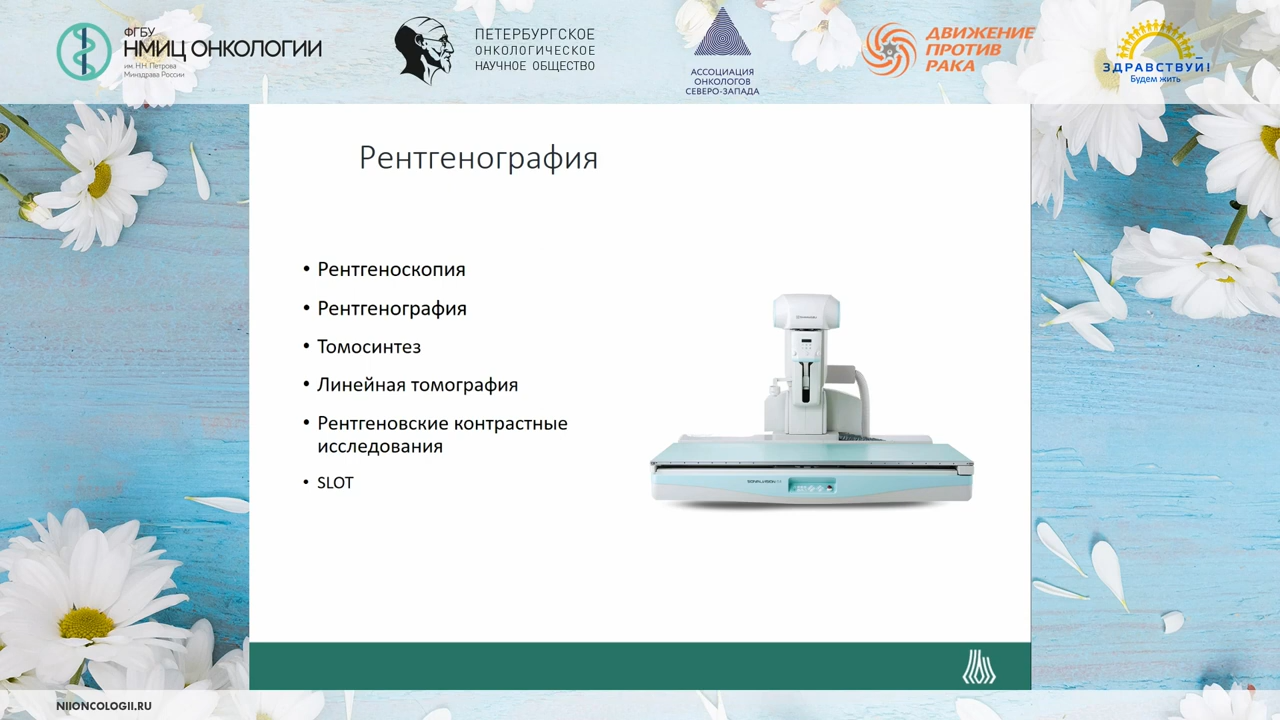 ФГБУ
НМИЦ ОНКОЛОГИИ
им. Н.Н. Петрова
Минздрава России
ПЕТЕРБУРГСКОЕ
ОНКОЛОГИЧЕСКОЕ
НАУЧНОЕ ОБЩЕСТВО
АССОЦИАЦИЯ
ОНКОЛОГОВ
СЕВЕРО-ЗАПАДА
ДВИЖЕНИЕ
ПРОТИВ
РАКА
ЗДРАВСТВУЙ!
Будем жить
Рентгенография
• Рентгеноскопия
• Рентгенография
• Томосинтез
• Линейная томография
• Рентгеновские контрастные
исследования
• SLOT
NIIONCOLOGII.RU